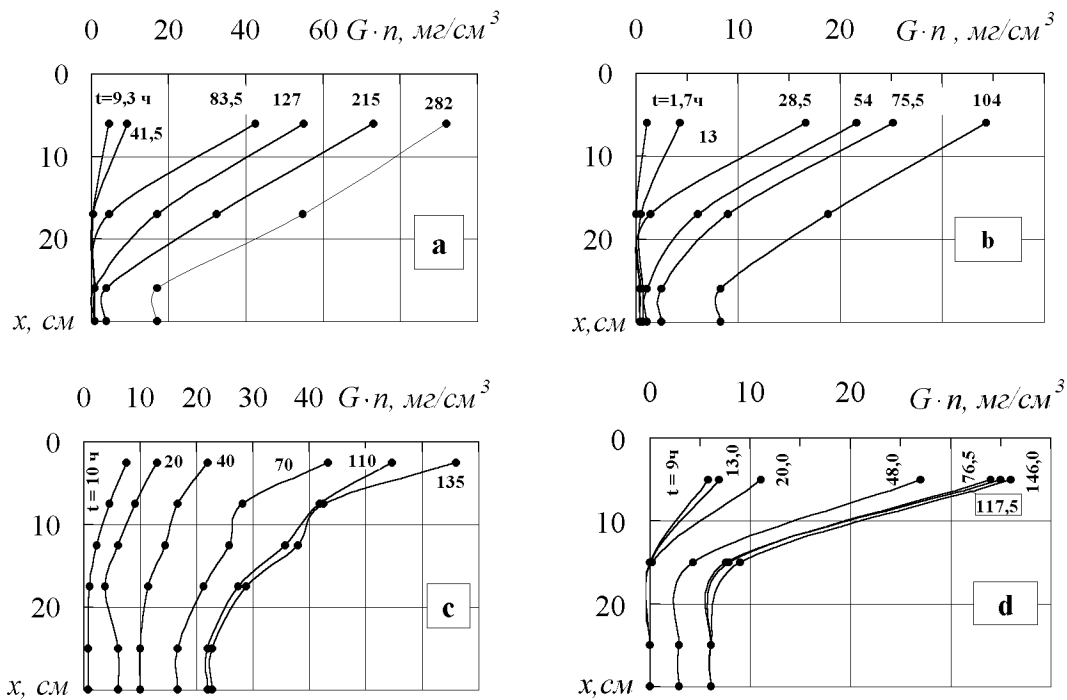 0 20 40 60 G·n, мг/см³
0
t=9,3 ч 83,5 127 215 282
41,5
10
a
20
x, см
0 10 20 G·n , мг/см³
0
t=1,7ч 28,5 54 75,5 104
13
10
b
20
x,см
0 10 20 30 40 G·n, мг/см³
0
t = 10 ч 20 40 70 110
135
10
c
20
x, см
0 10 20 G·n, мг/см³
0
t = 9ч 13,0 20,0 48,0 76,5 146,0
117,5
10
d
20
x,см